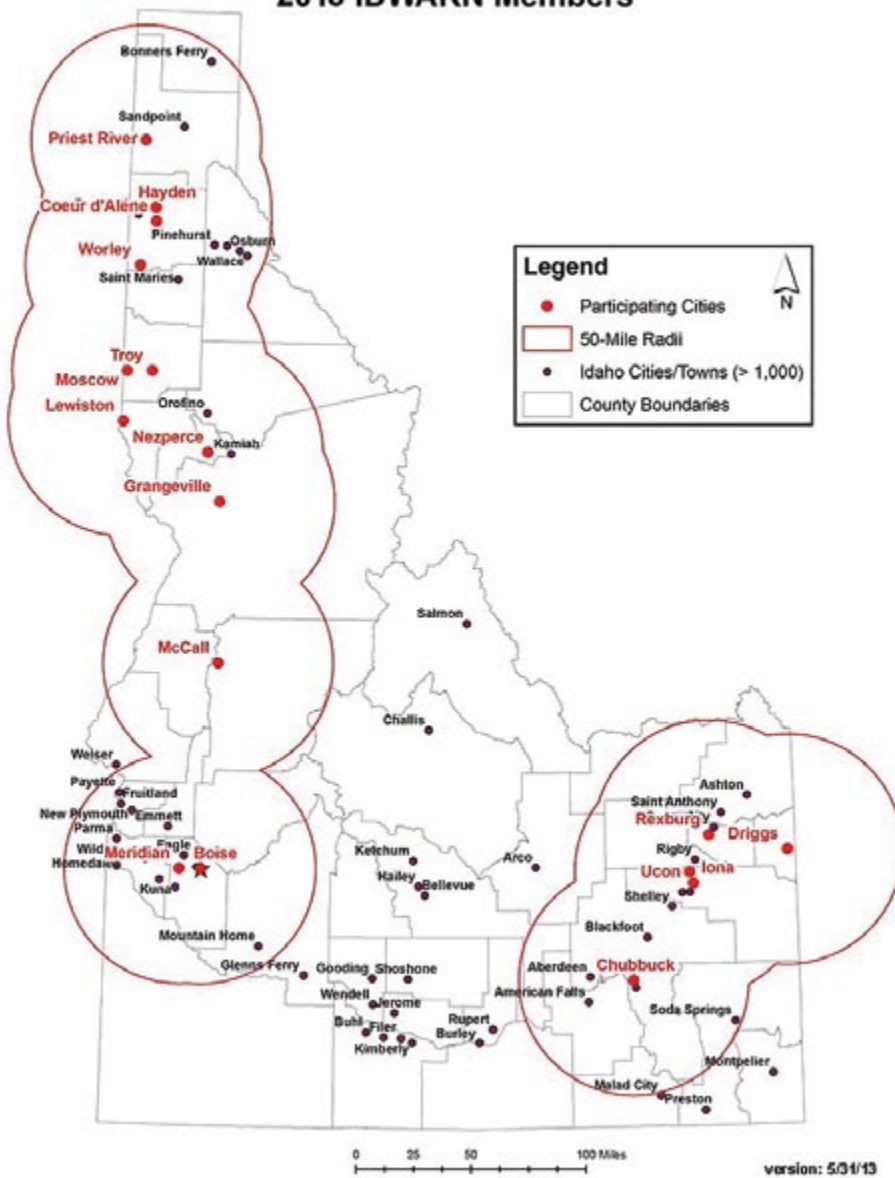 2013 IDWARN Members
Bonners Ferry
Sandpoint
Priest River
Hayden
Coeur d'Alene
Pinehurst
Osburn
Worley
Wallace
Saint Maries
Legend
N
Participating Cities
50-Mile Radii
Idaho Cities/Towns (> 1,000)
County Boundaries
Troy
Moscow
Lewiston
Orofino
Nezperce
Kamiah
Grangeville
Salmon
McCall
Challis
Weiser
Payette
Fruitland
New Plymouth
Emmett
Parma
Wild
Eagle
Meridian
Boise
Homedale
Kuna
Mountain Home
Glenns Ferry
Ketchum
Hailey
Bellevue
Arco
Ashton
Saint Anthony
Rexburg
Driggs
Rigby
Ucon
Iona
Shelley
Blackfoot
Gooding
Shoshone
Wendell
Jerome
Buhl
Filer
Kimberly
Rupert
Burley
Aberdeen
Chubbuck
American Falls
Soda Springs
Montpelier
Malad City
Preston
0 25 50 100 Miles
version: 5/31/13